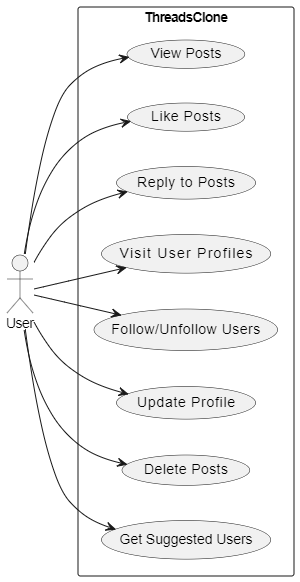 ThreadsClone
View Posts
Like Posts
Reply to Posts
Visit User Profiles
User
Follow/Unfollow Users
Update Profile
Delete Posts
Get Suggested Users